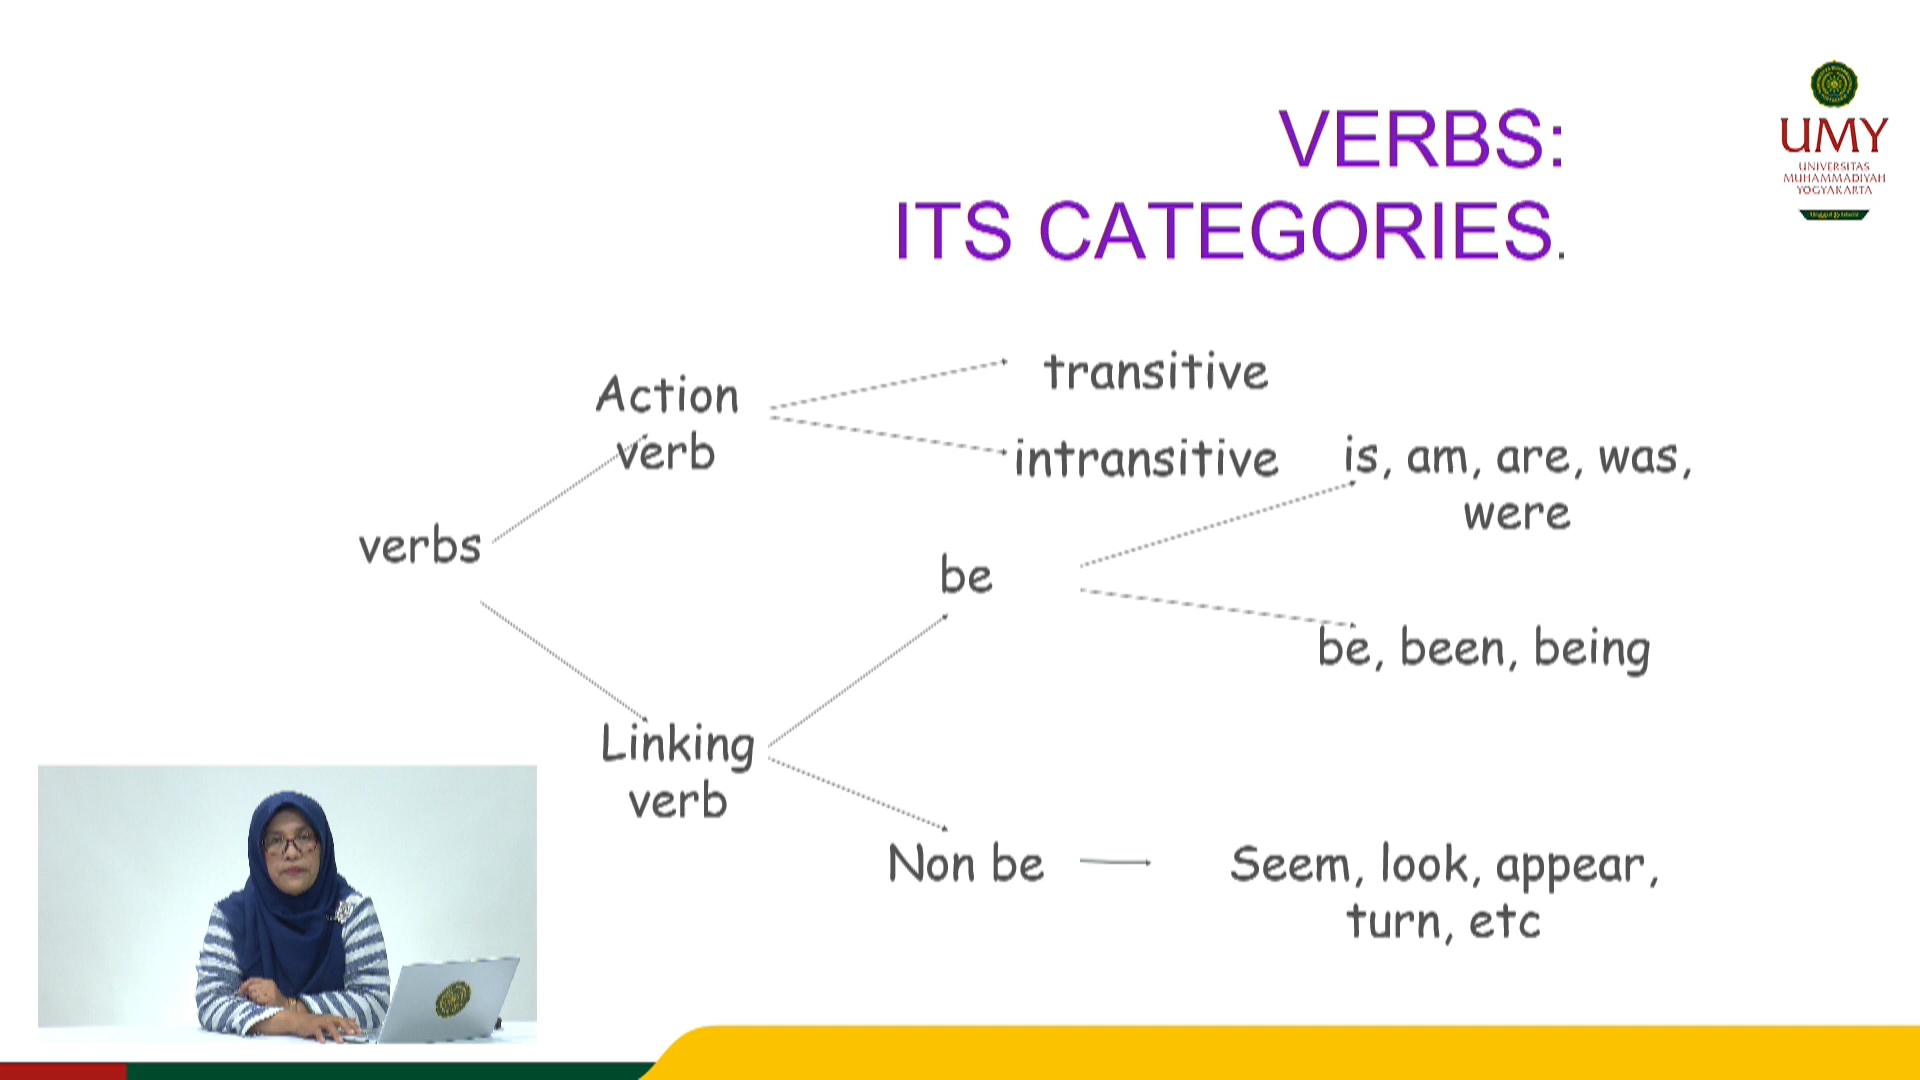 VERBS:
ITS CATEGORIES.
UMY
UNIVERSITAS
MUHAMMADIYAH
YOGYAKARTA
transitive
Action
verb
intransitive
is, am, are, was,
were
verbs
be
be, been, being
Linking
verb
Non be
Seem, look, appear,
turn, etc